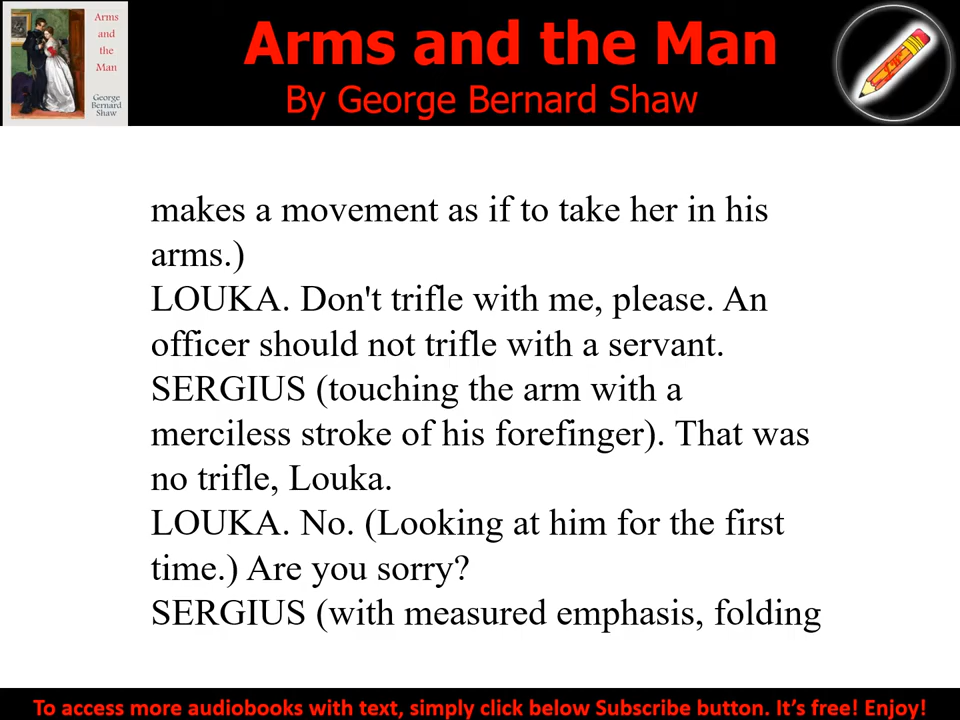 Arms
and
the
Man
George
Bernard
Shaw
Arms and the Man
By George Bernard Shaw
makes a movement as if to take her in his
arms.)
LOUKA. Don't trifle with me, please. An
officer should not trifle with a servant.
SERGIUS (touching the arm with a
merciless stroke of his forefinger). That was
no trifle, Louka.
LOUKA. No. (Looking at him for the first
time.) Are you sorry?
SERGIUS (with measured emphasis, folding
To access more audiobooks with text, simply click below Subscribe button. It's free! Enjoy!